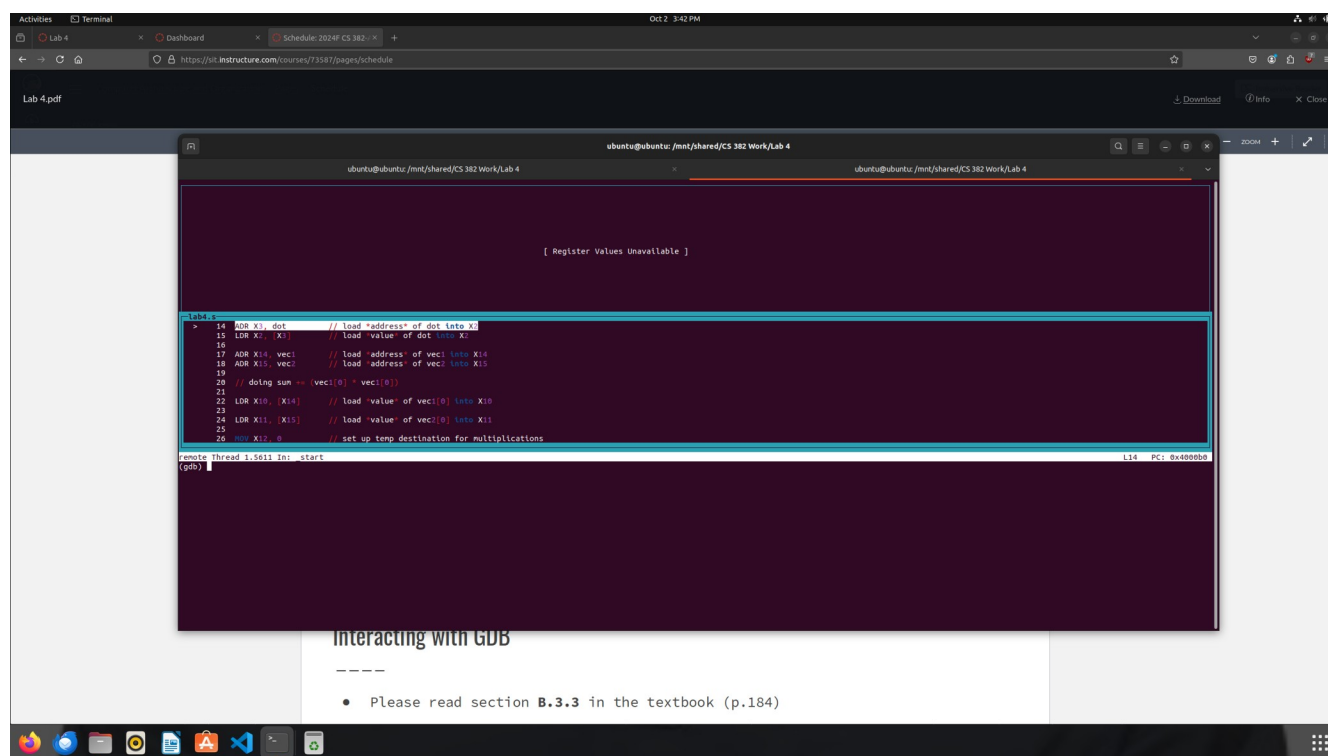 Activities Terminal Oct 2 3:42 PM
Lab 4 × Dashboard × Schedule: 2024F CS 382- × +
https://sit.instructure.com/courses/73587/pages/schedule
Lab 4.pdf Download Info × Close
ubuntu@ubuntu: /mnt/shared/CS 382 Work/Lab 4 − ZOOM +
ubuntu@ubuntu: /mnt/shared/CS 382 Work/Lab 4 × ubuntu@ubuntu: /mnt/shared/CS 382 Work/Lab 4 ×
[ Register Values Unavailable ]
lab4.s
> 14 ADR X3, dot // load *address* of dot into X2
15 LDR X2, [X3] // load *value* of dot into X2
16
17 ADR X14, vec1 // load *address* of vec1 into X14
18 ADR X15, vec2 // load *address* of vec2 into X15
19
20 // doing sum += (vec1[0] * vec1[0])
21
22 LDR X10, [X14] // load *value* of vec1[0] into X10
23
24 LDR X11, [X15] // load *value* of vec2[0] into X11
25
26 MOV X12, 0 // set up temp destination for multiplications
remote Thread 1.5611 In: _start L14 PC: 0x4000b0
(gdb)
Interacting with GDB
————
● Please read section B.3.3 in the textbook (p.184)